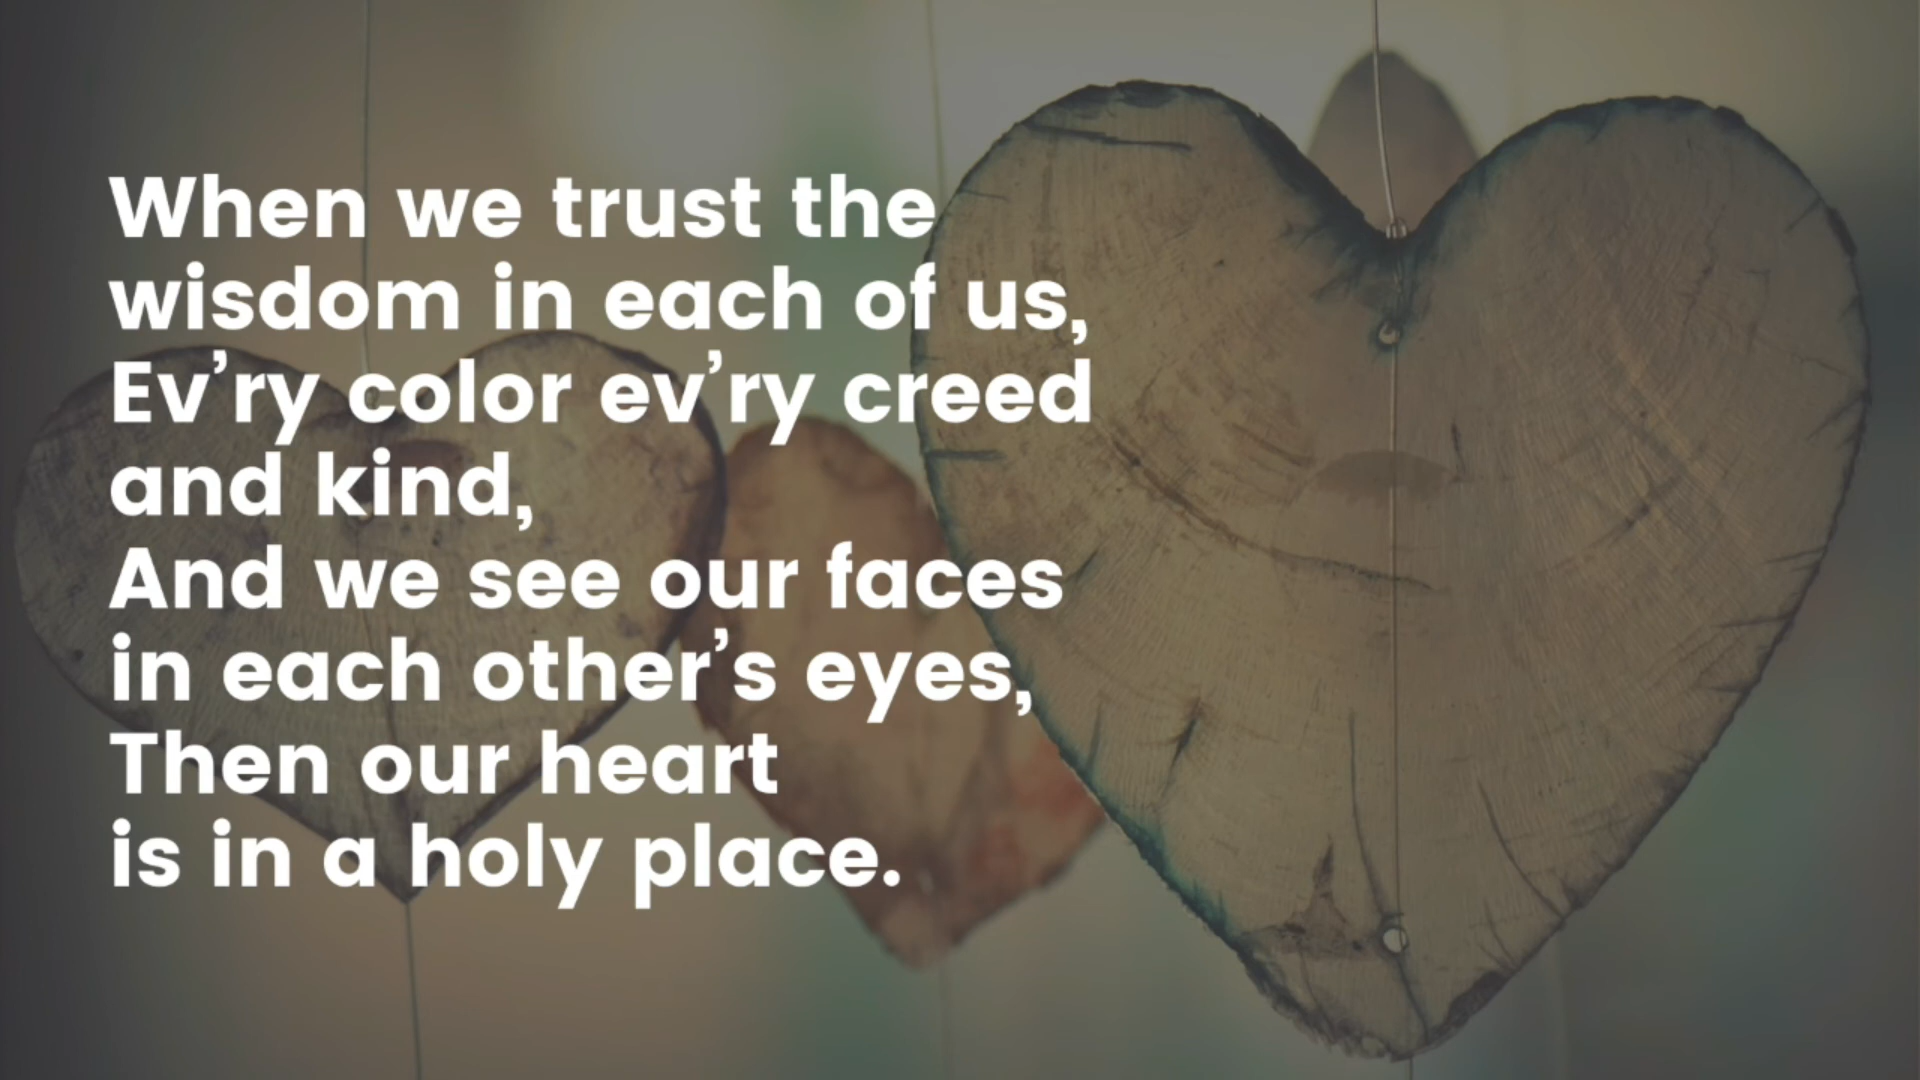 When we trust the
wisdom in each of us,
Ev’ry color ev’ry creed
and kind,
And we see our faces
in each other’s eyes,
Then our heart
is in a holy place.